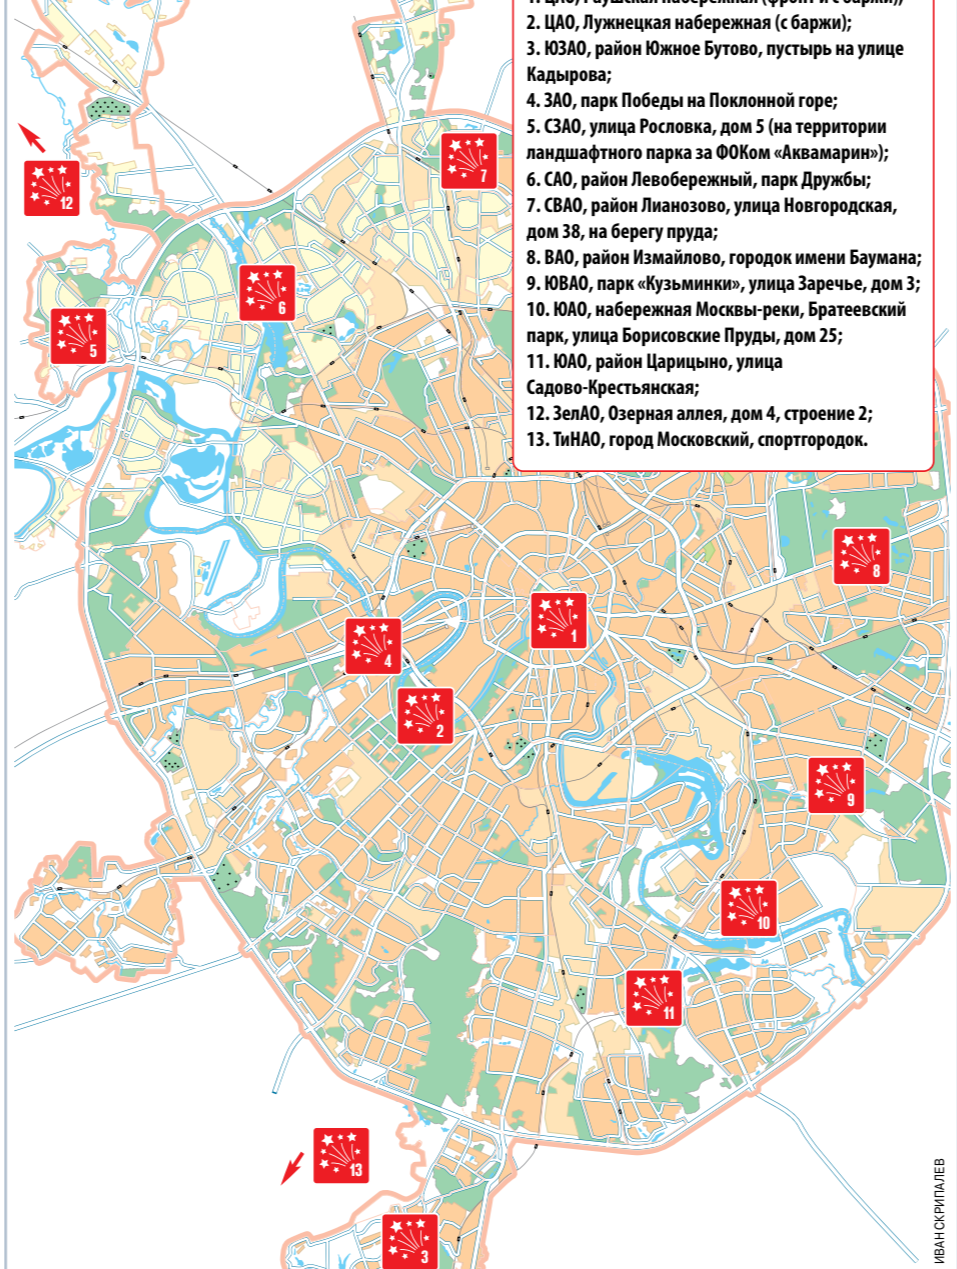 2. ЦАО, Лужнецкая набережная (с баржи);
3. ЮЗАО, район Южное Бутово, пустырь на улице
Кадырова;
4. ЗАО, парк Победы на Поклонной горе;
5. СЗАО, улица Рословка, дом 5 (на территории
ландшафтного парка за ФОКом «Аквамарин»);
6. САО, район Левобережный, парк Дружбы;
7. СВАО, район Лианозово, улица Новгородская,
дом 38, на берегу пруда;
8. ВАО, район Измайлово, городок имени Баумана;
9. ЮВАО, парк «Кузьминки», улица Заречье, дом 3;
10. ЮАО, набережная Москвы-реки, Братеевский
парк, улица Борисовские Пруды, дом 25;
11. ЮАО, район Царицыно, улица
Садово-Крестьянская;
12. ЗелАО, Озерная аллея, дом 4, строение 2;
13. ТиНАО, город Московский, спортгородок.
7
12
6
5
8
1
4
2
9
10
11
13
3
ИВАН СКРИПАЛЕВ